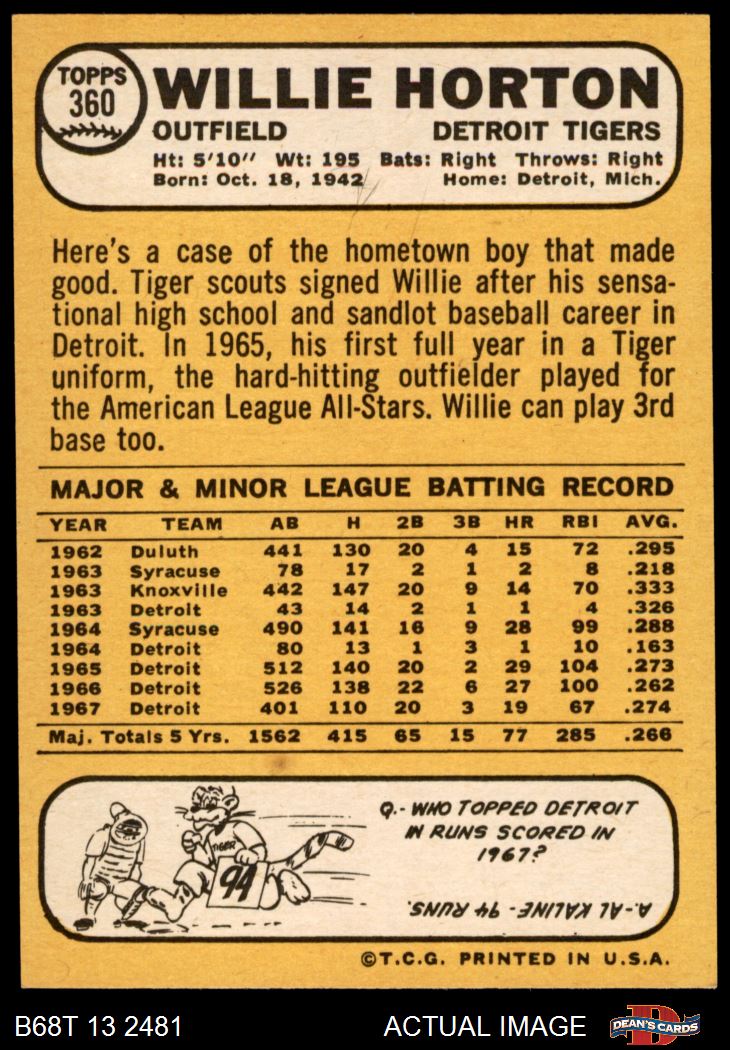 TOPPS
360
WILLIE HORTON
OUTFIELD DETROIT TIGERS
Ht: 5'10" Wt: 195 Bats: Right Throws: Right
Born: Oct. 18, 1942 Home: Detroit, Mich.
Here's a case of the hometown boy that made
good. Tiger scouts signed Willie after his sensa-
tional high school and sandlot baseball career in
Detroit. In 1965, his first full year in a Tiger
uniform, the hard-hitting outfielder played for
the American League All-Stars. Willie can play 3rd
base too.
MAJOR & MINOR LEAGUE BATTING RECORD
YEAR TEAM AB H 2B 3B HR RBI AVG.
1962 Duluth 441 130 20 4 15 72 .295
1963 Syracuse 78 17 2 1 2 8 .218
1963 Knoxville 442 147 20 9 14 70 .333
1963 Detroit 43 14 2 1 1 4 .326
1964 Syracuse 490 141 16 9 28 99 .288
1964 Detroit 80 13 1 3 1 10 .163
1965 Detroit 512 140 20 2 29 104 .273
1966 Detroit 526 138 22 6 27 100 .262
1967 Detroit 401 110 20 3 19 67 .274
Maj. Totals 5 Yrs. 1562 415 65 15 77 285 .266
TIGER
94
Q.- WHO TOPPED DETROIT
IN RUNS SCORED IN
1967?
A.- AL KALINE - 94 RUNS.
©T.C.G. PRINTED IN U.S.A.
B68T 13 2481 ACTUAL IMAGE
D
DEAN'S CARDS